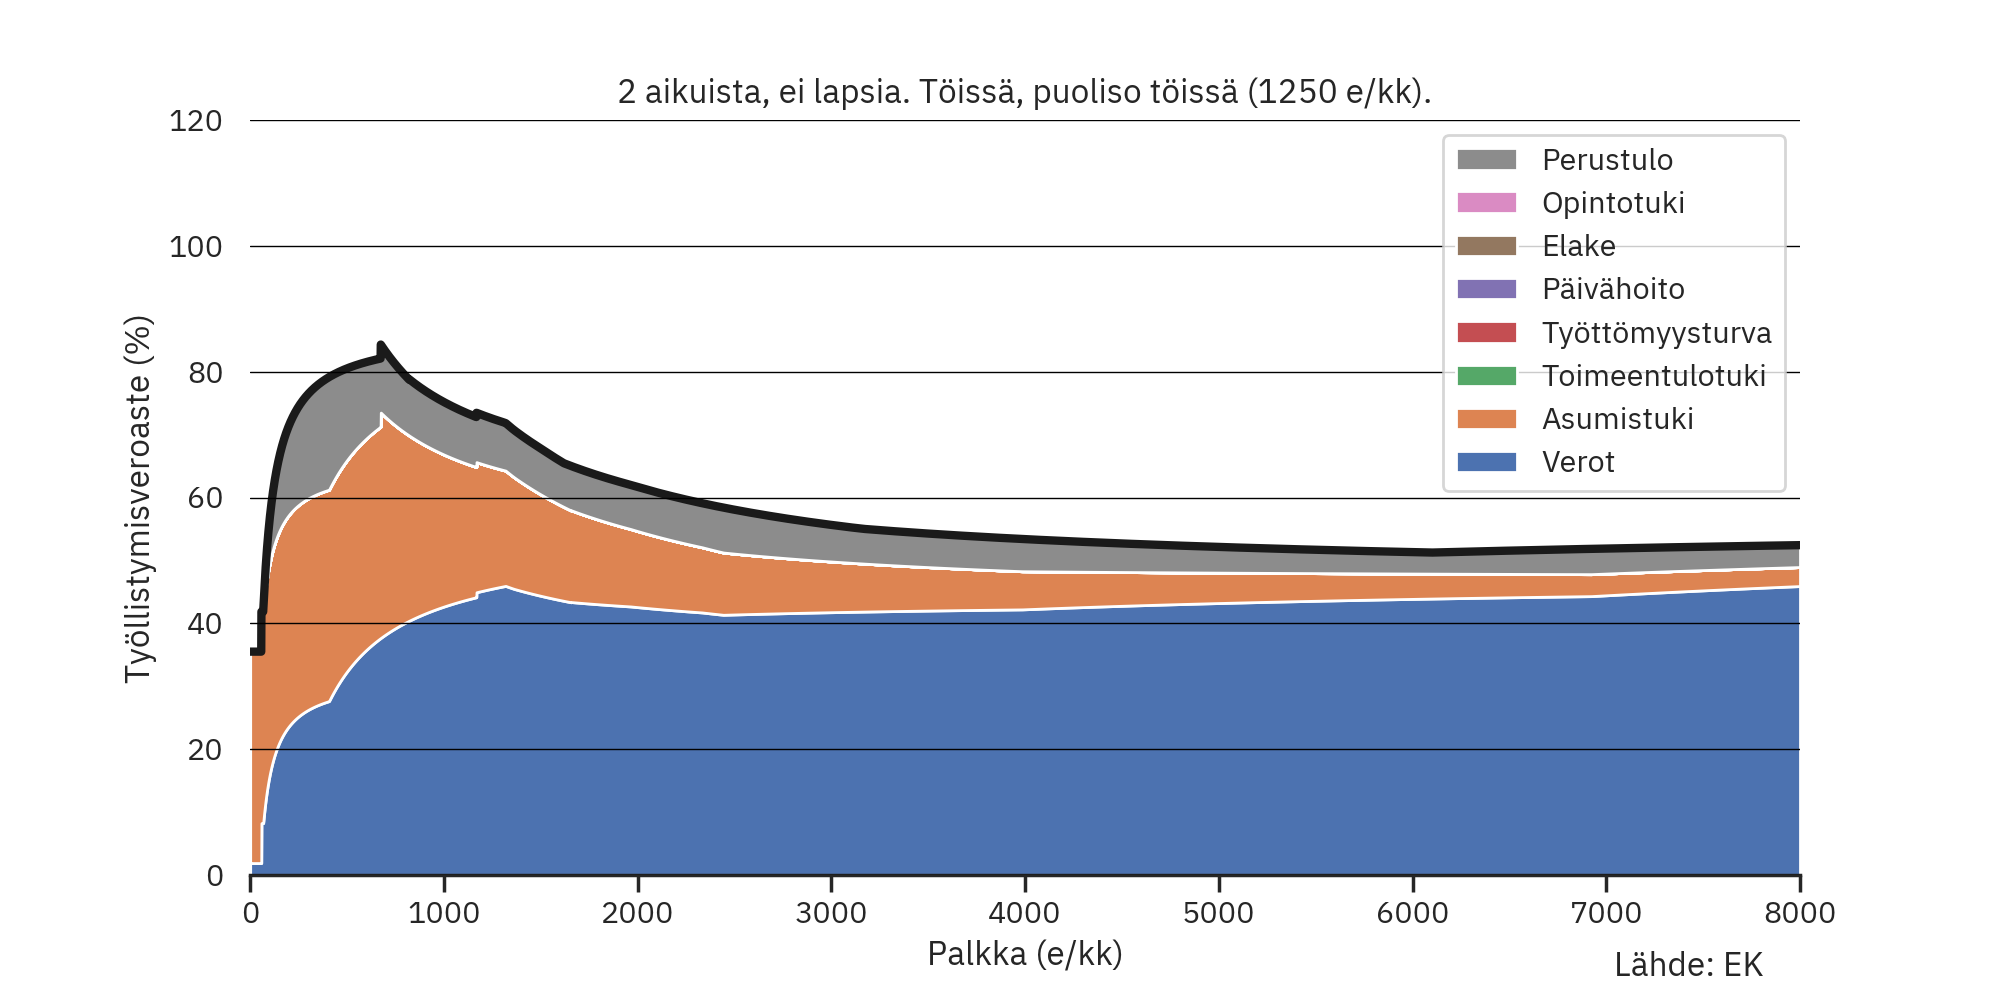 2 aikuista, ei lapsia. Töissä, puoliso töissä (1250 e/kk).
120
100
80
60
40
20
0
Työllistymisveroaste (%)
Perustulo
Opintotuki
Elake
Päivähoito
Työttömyysturva
Toimeentulotuki
Asumistuki
Verot
0 1000 2000 3000 4000 5000 6000 7000 8000
Palkka (e/kk)
Lähde: EK